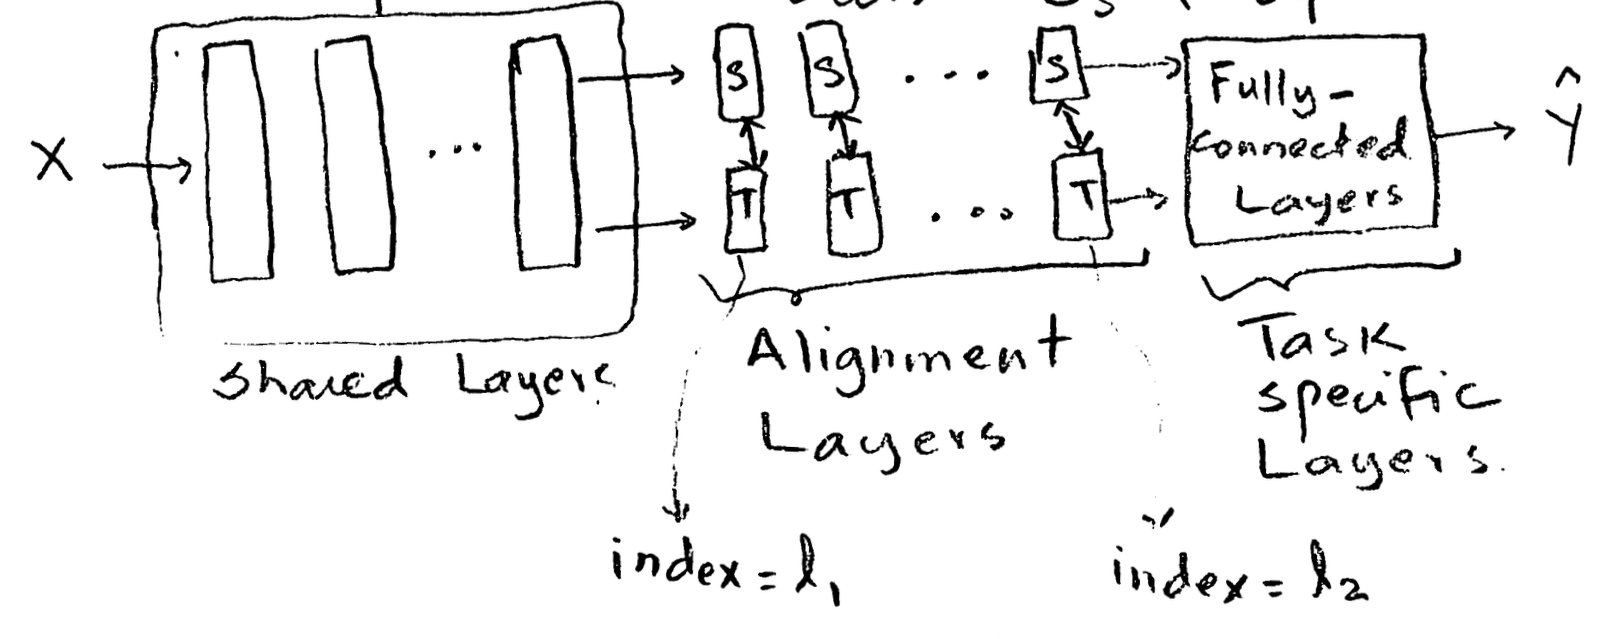 X
S S ... S
T T ... T
Fully-
connected
Layers
Ŷ
Shared Layers
Alignment
Layers
Task
specific
Layers.
index = l₁
index = l₂